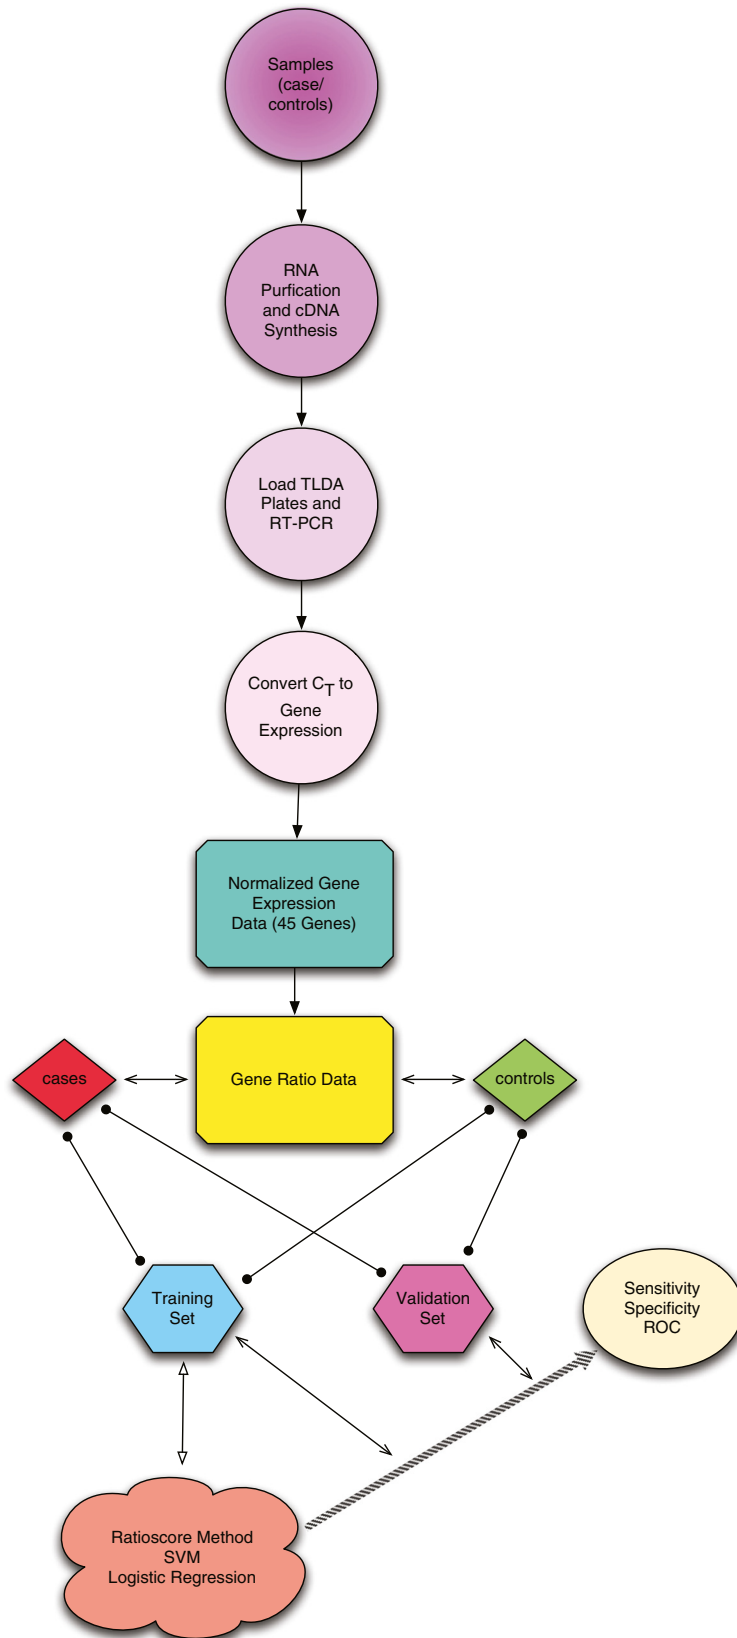 Samples
(case/
controls)
RNA
Purfication
and cDNA
Synthesis
Load TLDA
Plates and
RT-PCR
Convert CT to
Gene
Expression
Normalized Gene
Expression
Data (45 Genes)
cases
Gene Ratio Data
controls
Training
Set
Validation
Set
Sensitivity
Specificity
ROC
Ratioscore Method
SVM
Logistic Regression